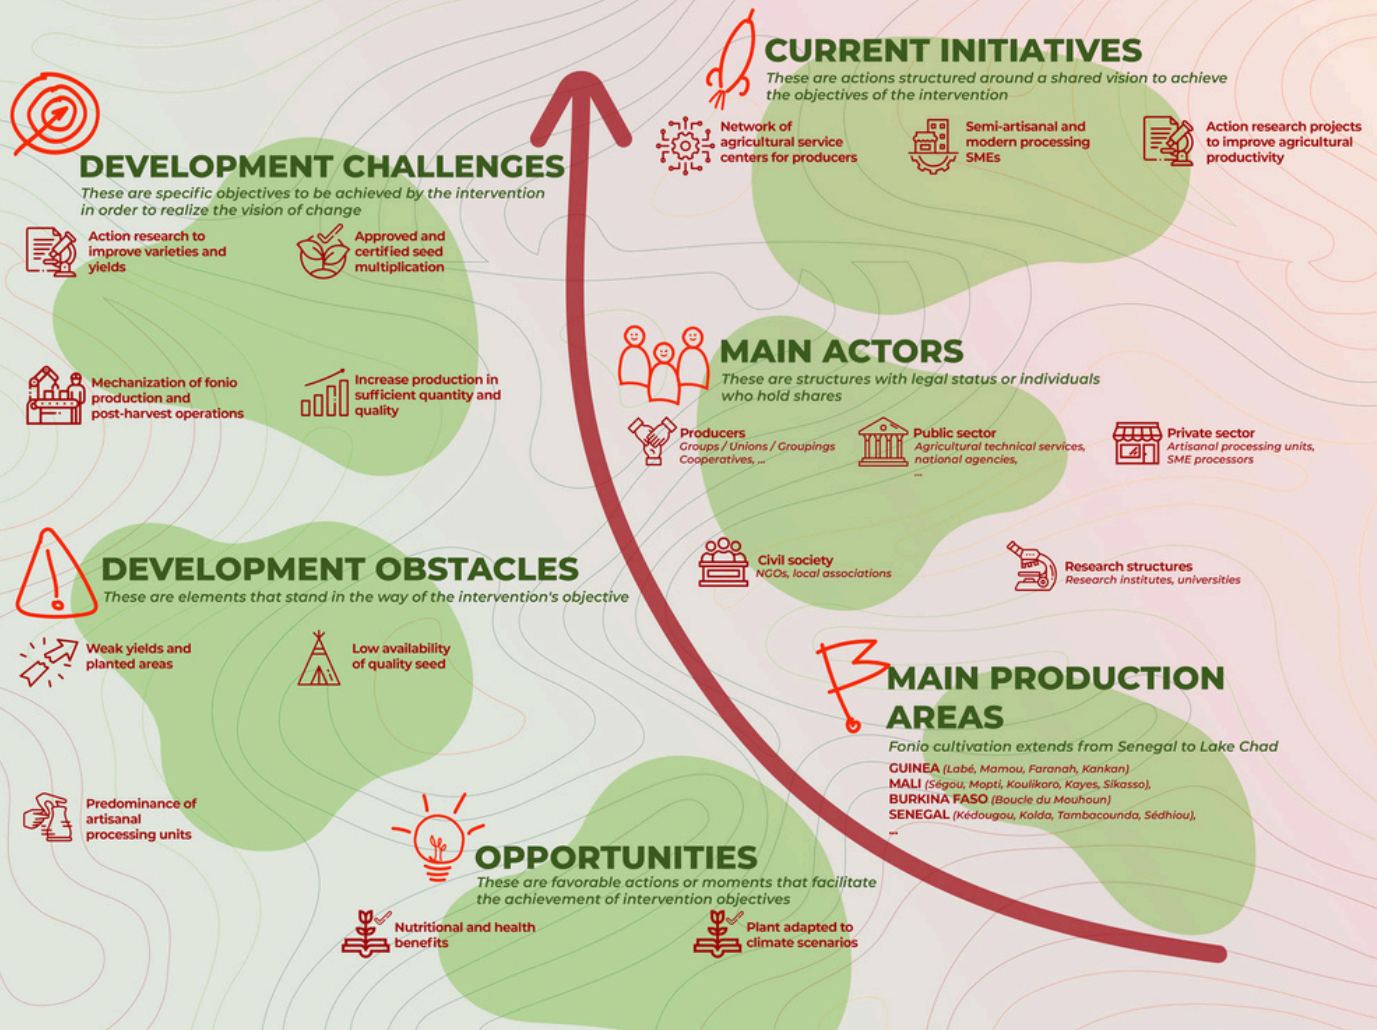 CURRENT INITIATIVES
These are actions structured around a shared vision to achieve
the objectives of the intervention
Network of
agricultural service
centers for producers
Semi-artisanal and
modern processing
SMEs
Action research projects
to improve agricultural
productivity
DEVELOPMENT CHALLENGES
These are specific objectives to be achieved by the intervention
in order to realize the vision of change
Action research to
improve varieties and
yields
Approved and
certified seed
multiplication
Mechanization of fonio
production and
post-harvest operations
Increase production in
sufficient quantity and
quality
MAIN ACTORS
These are structures with legal status or individuals
who hold shares
Producers
Groups / Unions / Groupings
Cooperatives, ...
Public sector
Agricultural technical services,
national agencies,
...
Private sector
Artisanal processing units,
SME processors
Civil society
NGOs, local associations
Research structures
Research institutes, universities
DEVELOPMENT OBSTACLES
These are elements that stand in the way of the intervention's objective
Weak yields and
planted areas
Low availability
of quality seed
Predominance of
artisanal
processing units
MAIN PRODUCTION
AREAS
Fonio cultivation extends from Senegal to Lake Chad
GUINEA (Labé, Mamou, Faranah, Kankan)
MALI (Ségou, Mopti, Koulikoro, Kayes, Sikasso),
BURKINA FASO (Boucle du Mouhoun)
SENEGAL (Kédougou, Kolda, Tambacounda, Sédhiou),
...
OPPORTUNITIES
These are favorable actions or moments that facilitate
the achievement of intervention objectives
Nutritional and health
benefits
Plant adapted to
climate scenarios